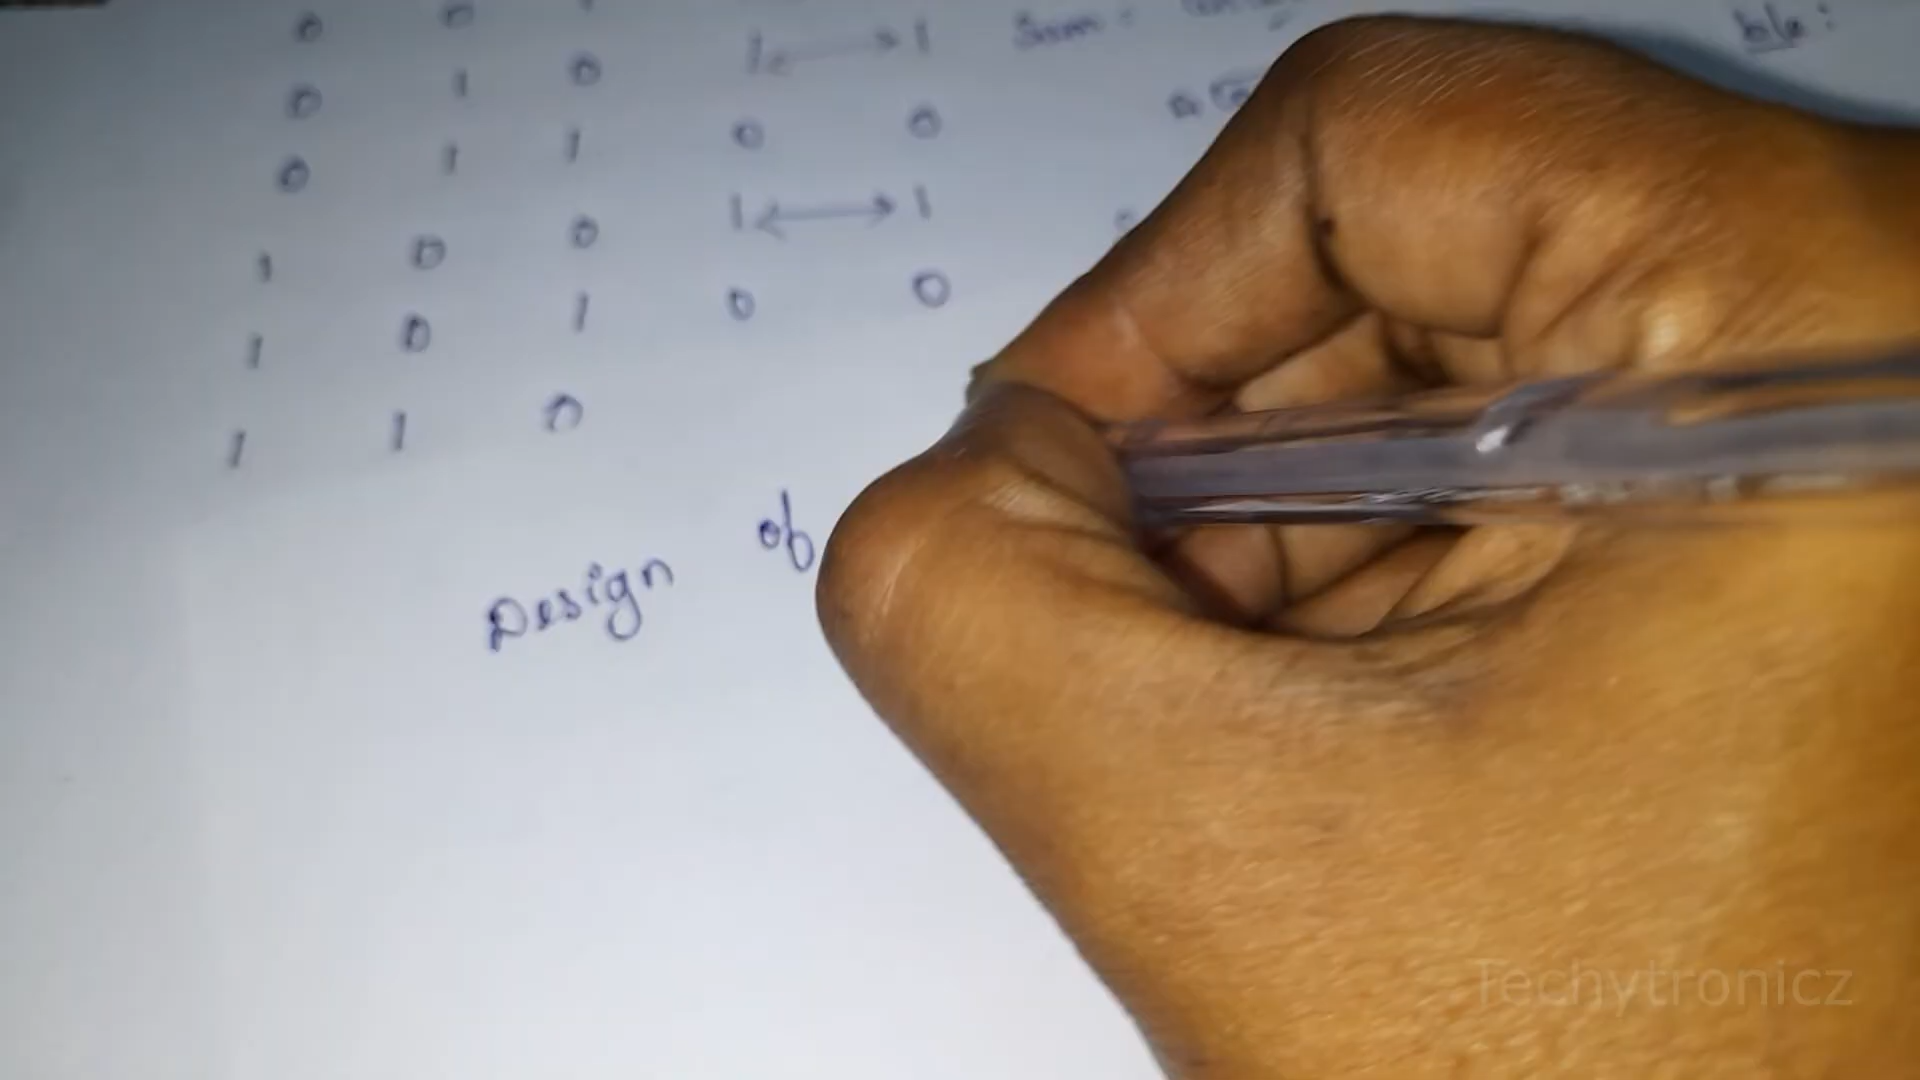 0 0
0 1 0 1 1 Sum =
0 1 1 0 0
1 0 0 1 1
1 0 1 0 0
1 1 0
Design of
Techytronicz